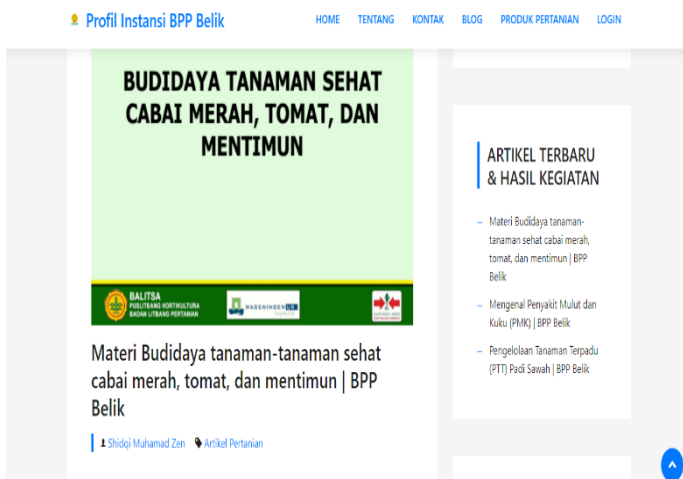 Profil Instansi BPP Belik
HOME TENTANG KONTAK BLOG PRODUK PERTANIAN LOGIN
BUDIDAYA TANAMAN SEHAT
CABAI MERAH, TOMAT, DAN
MENTIMUN
BALITSA
PUSLITBANG HORTIKULTURA
BADAN LITBANG PERTANIAN
WAGENINGEN UR
Materi Budidaya tanaman-tanaman sehat
cabai merah, tomat, dan mentimun | BPP
Belik
Shidqi Muhamad Zen Artikel Pertanian
ARTIKEL TERBARU
& HASIL KEGIATAN
– Materi Budidaya tanaman-
tanaman sehat cabai merah,
tomat, dan mentimun | BPP
Belik
– Mengenal Penyakit Mulut dan
Kuku (PMK) | BPP Belik
– Pengelolaan Tanaman Terpadu
(PTT) Padi Sawah | BPP Belik